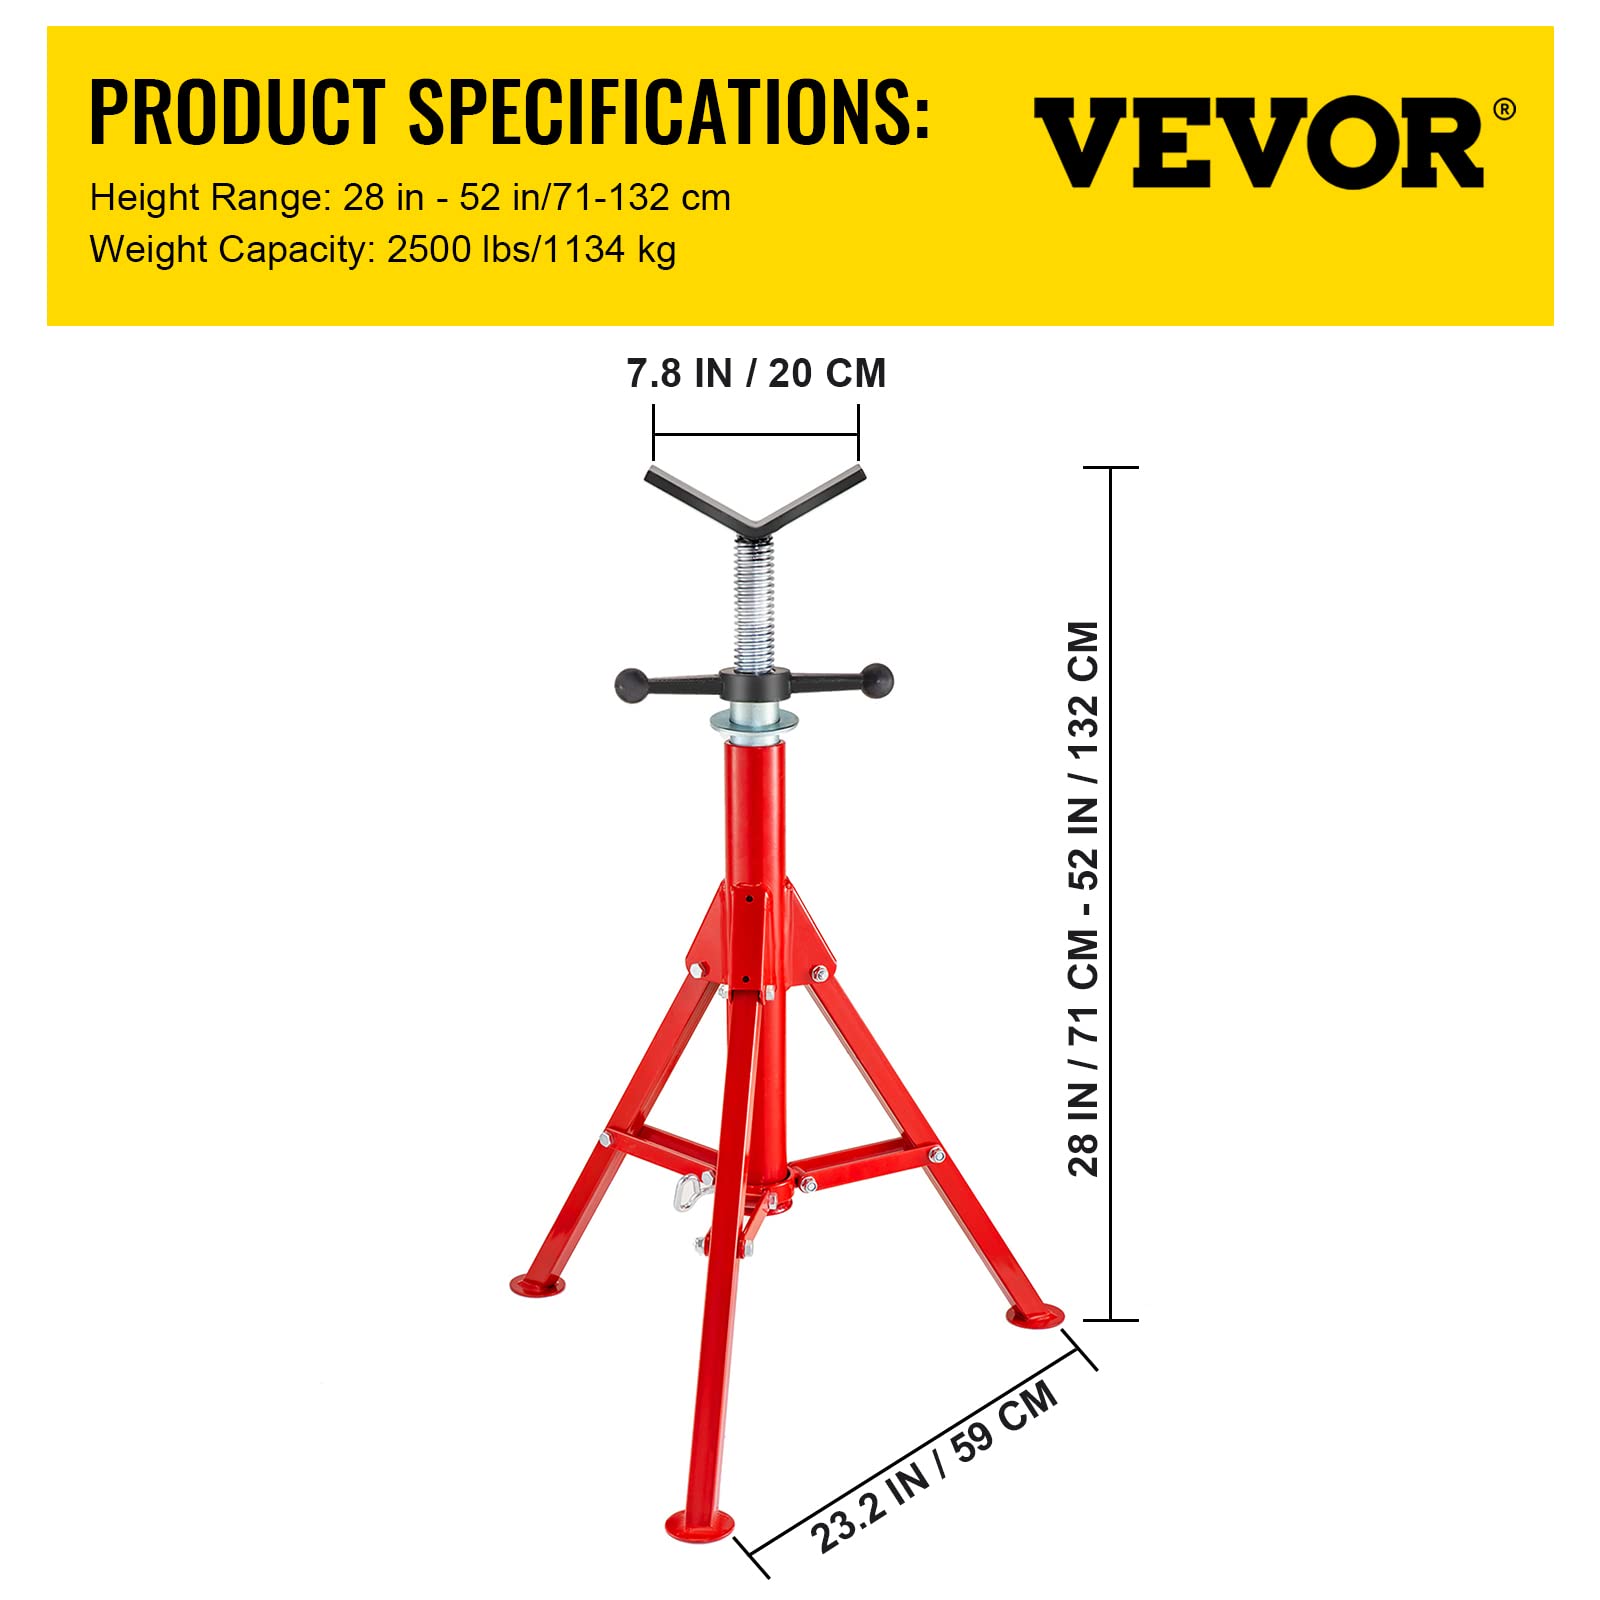 PRODUCT SPECIFICATIONS:
VEVOR®
Height Range: 28 in - 52 in/71-132 cm
Weight Capacity: 2500 lbs/1134 kg
7.8 IN / 20 CM
28 IN / 71 CM - 52 IN / 132 CM
23.2 IN / 59 CM